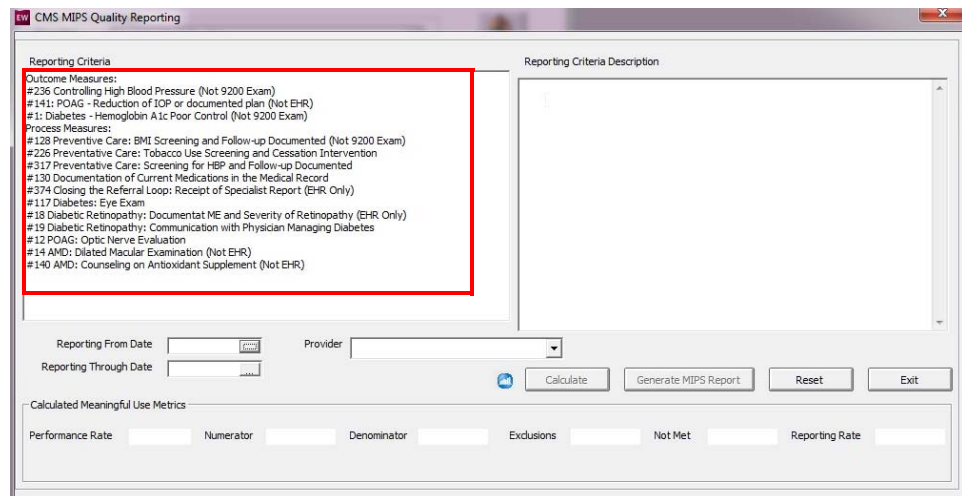 EW CMS MIPS Quality Reporting
X
Reporting Criteria
Reporting Criteria Description
Outcome Measures:
#236 Controlling High Blood Pressure (Not 9200 Exam)
#141: POAG - Reduction of IOP or documented plan (Not EHR)
#1: Diabetes - Hemoglobin A1c Poor Control (Not 9200 Exam)
Process Measures:
#128 Preventive Care: BMI Screening and Follow-up Documented (Not 9200 Exam)
#226 Preventative Care: Tobacco Use Screening and Cessation Intervention
#317 Preventative Care: Screening for HBP and Follow-up Documented
#130 Documentation of Current Medications in the Medical Record
#374 Closing the Referral Loop: Receipt of Specialist Report (EHR Only)
#117 Diabetes: Eye Exam
#18 Diabetic Retinopathy: Documentat ME and Severity of Retinopathy (EHR Only)
#19 Diabetic Retinopathy: Communication with Physician Managing Diabetes
#12 POAG: Optic Nerve Evaluation
#14 AMD: Dilated Macular Examination (Not EHR)
#140 AMD: Counseling on Antioxidant Supplement (Not EHR)
Reporting From Date ... Provider
Reporting Through Date ...
Calculate Generate MIPS Report Reset Exit
Calculated Meaningful Use Metrics
Performance Rate Numerator Denominator Exclusions Not Met Reporting Rate